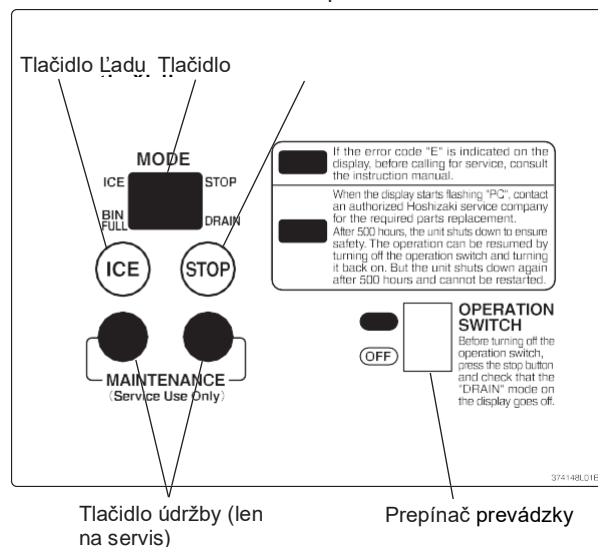 Tlačidlo Ľadu Tlačidlo
MODE
ICE
STOP
BIN
FULL
DRAIN
ICE
STOP
MAINTENANCE
(Service Use Only)
If the error code "E" is indicated on the
display, before calling for service, consult
the instruction manual.
When the display starts flashing "PC", contact
an authorized Hoshizaki service company
for the required parts replacement.
After 500 hours, the unit shuts down to ensure
safety. The operation can be resumed by
turning off the operation switch and turning
it back on. But the unit shuts down again
after 500 hours and cannot be restarted.
OFF
OPERATION
SWITCH
Before turning off the
operation switch,
press the stop button
and check that the
"DRAIN" mode on
the display goes off.
374148L01E
Tlačidlo údržby (len
na servis)
Prepínač prevádzky